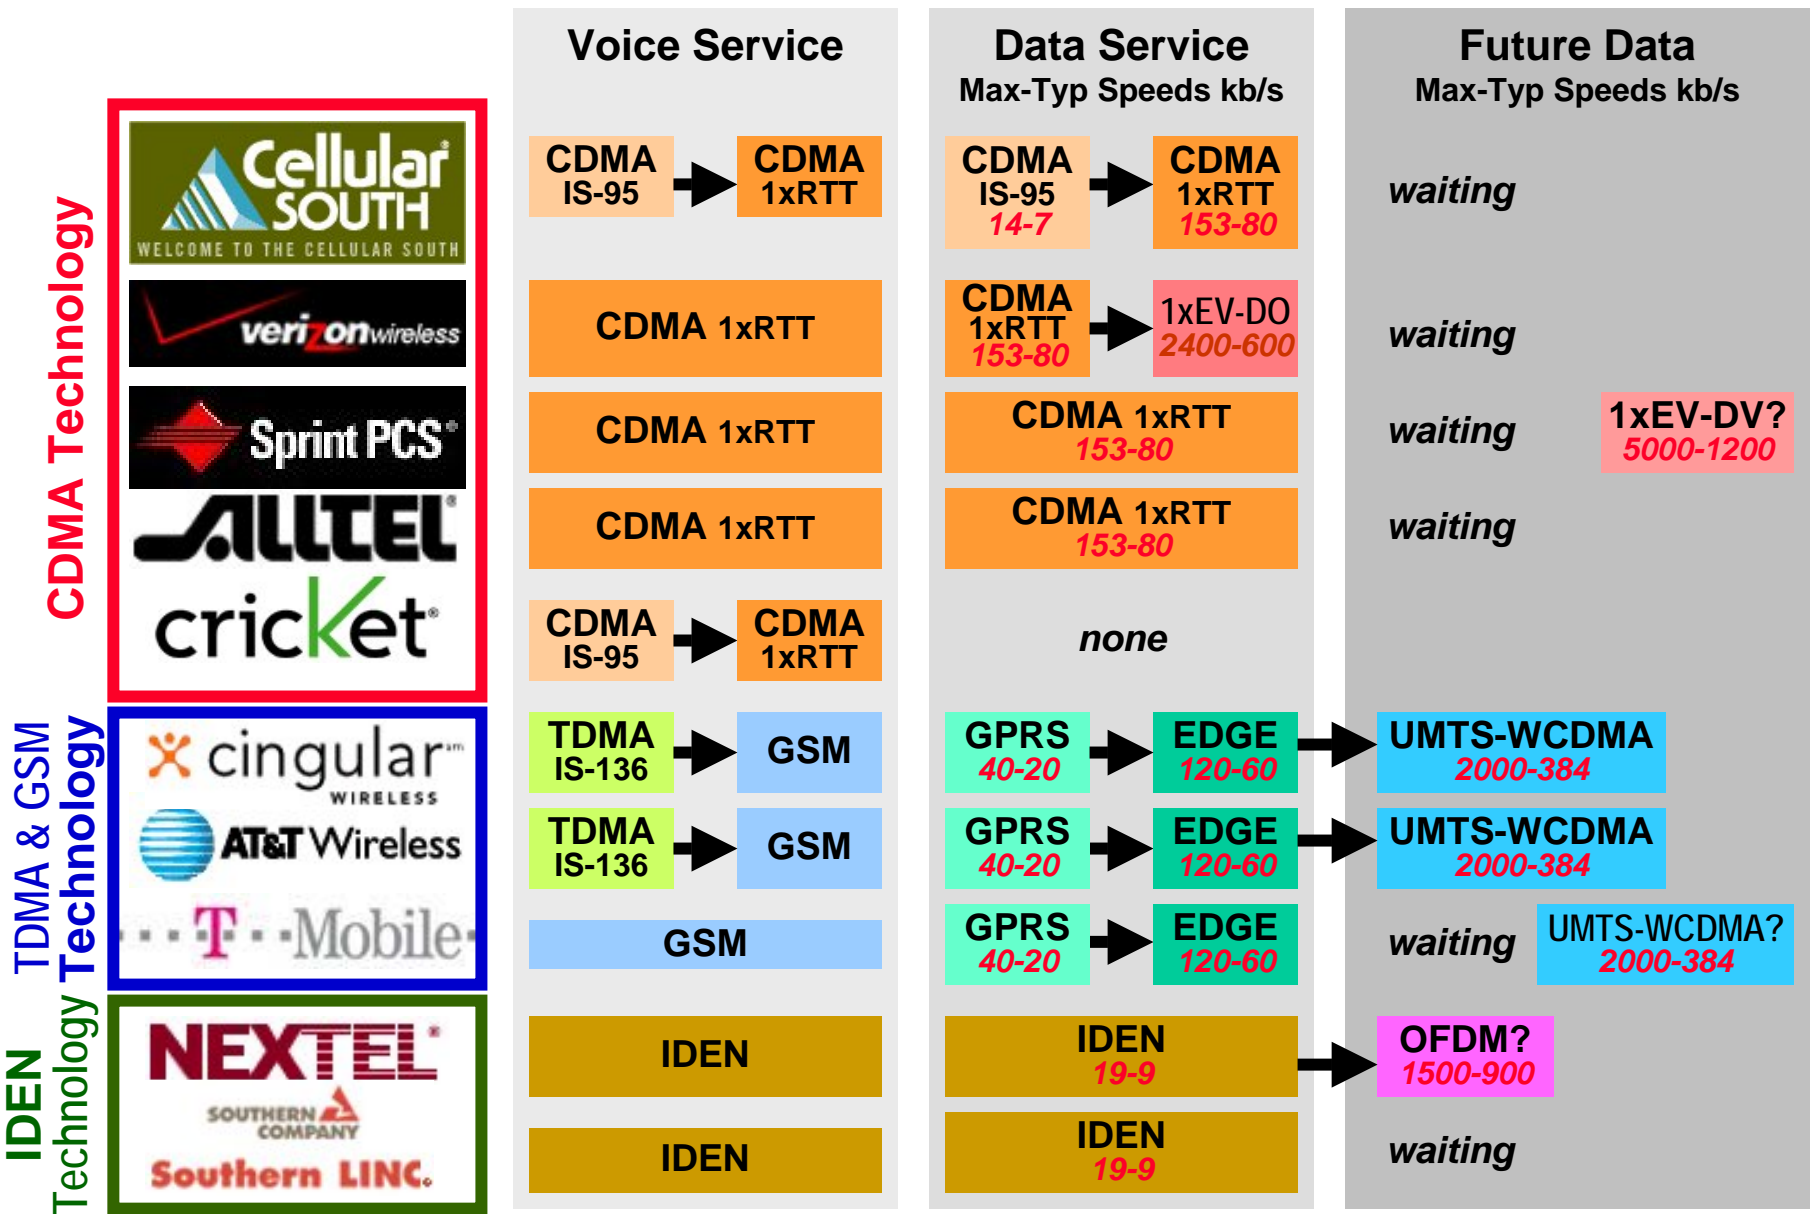 Voice Service
Data Service
Max-Typ Speeds kb/s
Future Data
Max-Typ Speeds kb/s
CDMA Technology
Cellular®
SOUTH
WELCOME TO THE CELLULAR SOUTH
CDMA
IS-95
CDMA
1xRTT
CDMA
IS-95
14-7
CDMA
1xRTT
153-80
waiting
verizon wireless
CDMA 1xRTT
CDMA
1xRTT
153-80
1xEV-DO
2400-600
waiting
Sprint PCS®
CDMA 1xRTT
CDMA 1xRTT
153-80
waiting
1xEV-DV?
5000-1200
ALLTEL®
CDMA 1xRTT
CDMA 1xRTT
153-80
waiting
cricket®
CDMA
IS-95
CDMA
1xRTT
none
TDMA & GSM
Technology
cingular℠
WIRELESS
TDMA
IS-136
GSM
GPRS
40-20
EDGE
120-60
UMTS-WCDMA
2000-384
AT&T Wireless
TDMA
IS-136
GSM
GPRS
40-20
EDGE
120-60
UMTS-WCDMA
2000-384
T Mobile
GSM
GPRS
40-20
EDGE
120-60
waiting
UMTS-WCDMA?
2000-384
IDEN
Technology
NEXTEL®
IDEN
IDEN
19-9
OFDM?
1500-900
SOUTHERN
COMPANY
Southern LINC®
IDEN
IDEN
19-9
waiting